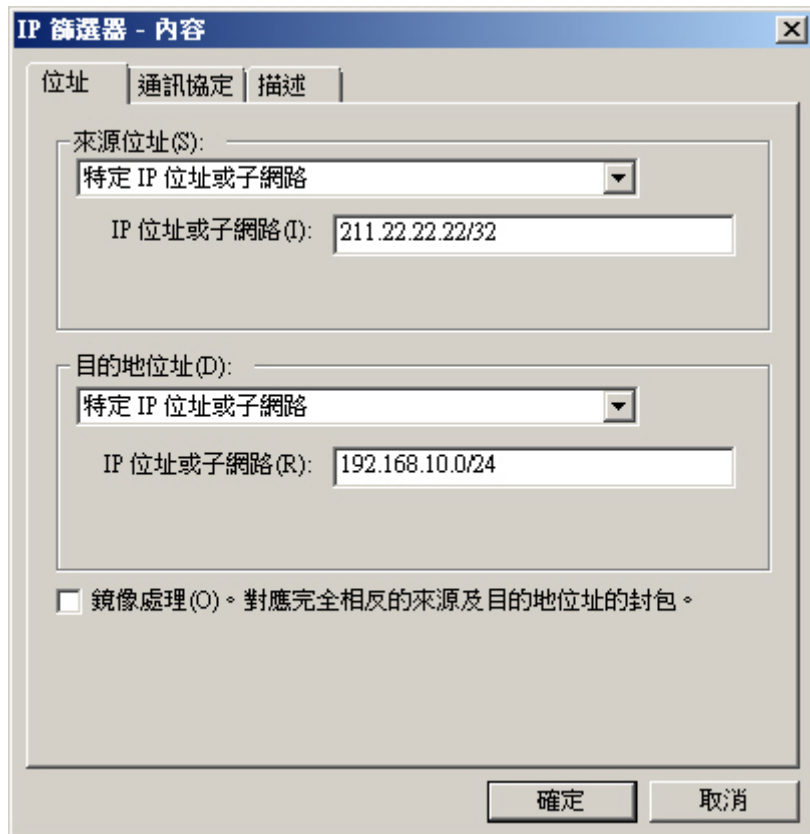 IP 篩選器 - 內容
位址 通訊協定 描述
來源位址(S):
特定 IP 位址或子網路
IP 位址或子網路(I): 211.22.22.22/32
目的地位址(D):
特定 IP 位址或子網路
IP 位址或子網路(R): 192.168.10.0/24
鏡像處理(O)。對應完全相反的來源及目的地位址的封包。
確定 取消